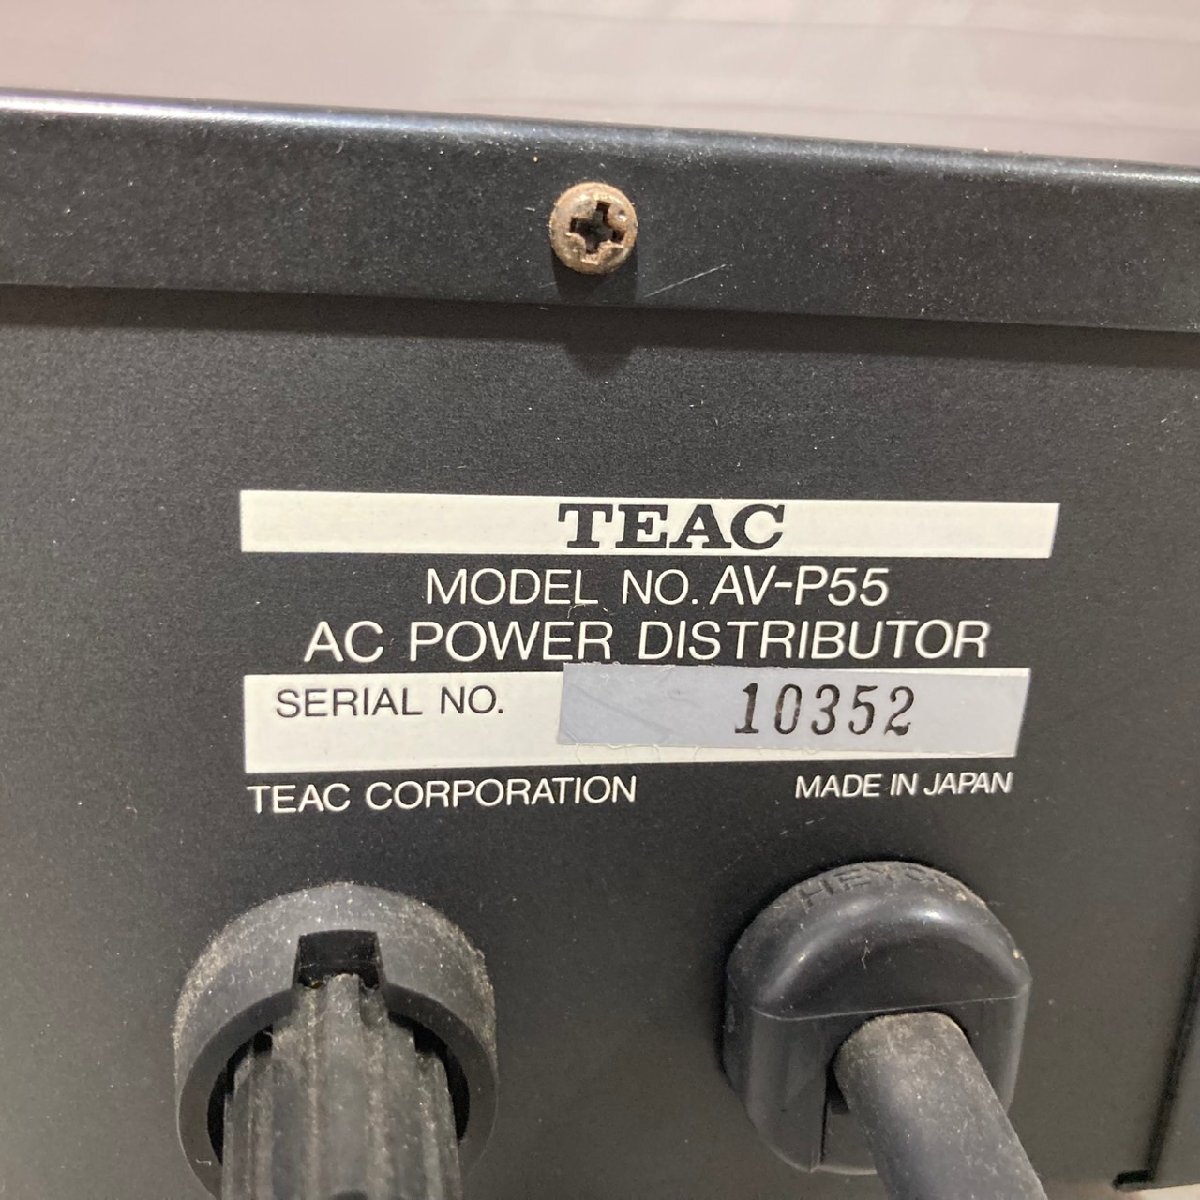 TEAC
MODEL NO. AV-P55
AC POWER DISTRIBUTOR
SERIAL NO. 10352
TEAC CORPORATION MADE IN JAPAN